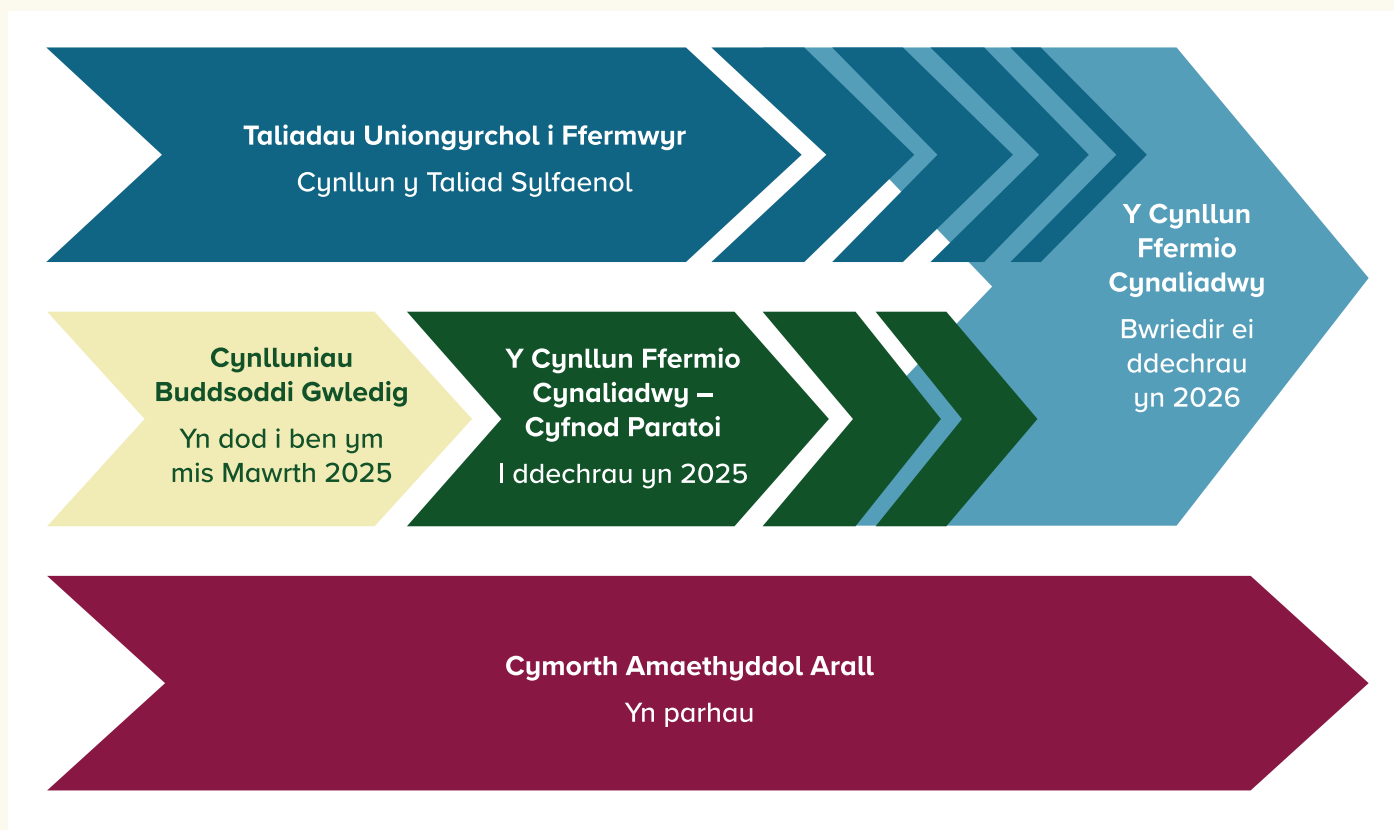 Taliadau Uniongyrchol i Ffermwyr
Cynllun y Taliad Sylfaenol
Y Cynllun
Ffermio
Cynaliadwy
Bwriedir ei
ddechrau
yn 2026
Cynlluniau
Buddsoddi Gwledig
Yn dod i ben ym
mis Mawrth 2025
Y Cynllun Ffermio
Cynaliadwy –
Cyfnod Paratoi
I ddechrau yn 2025
Cymorth Amaethyddol Arall
Yn parhau